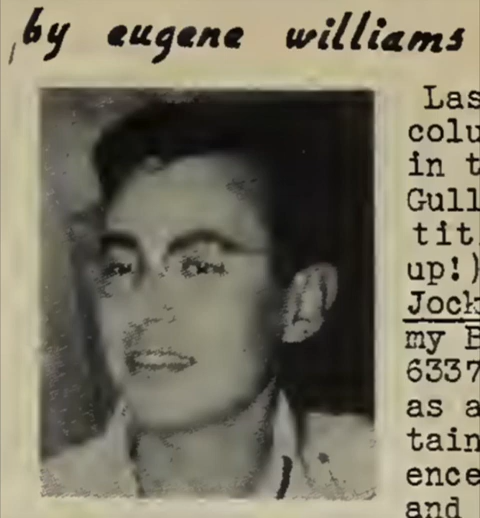 by eugene williams
Las
colu
in t
Gull
tit
up!)
Jock
my B
6337
as a
tain
ence
and